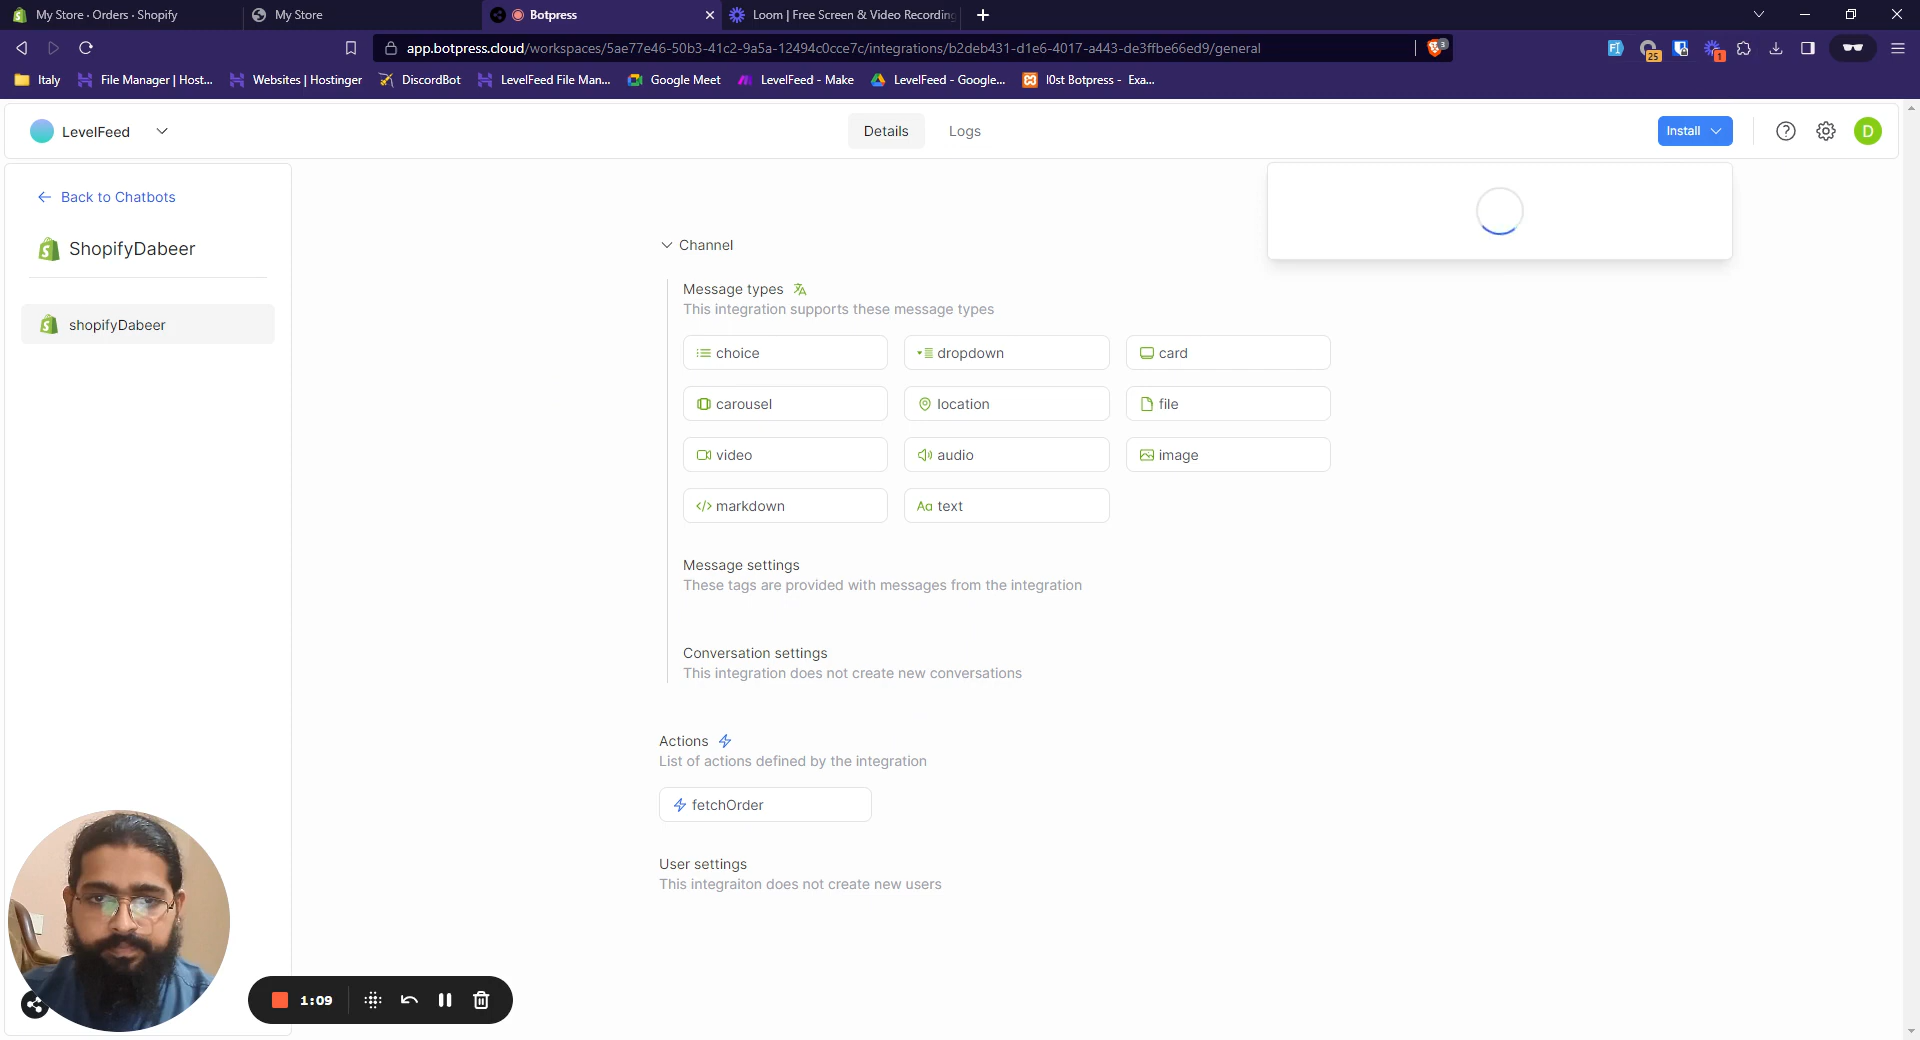 My Store · Orders · Shopify
My Store
Botpress
Loom | Free Screen & Video Recording
app.botpress.cloud/workspaces/5ae77e46-50b3-41c2-9a5a-12494c0cce7c/integrations/b2deb431-d1e6-4017-a443-de3ffbe66ed9/general
3
25
1
Italy
File Manager | Host...
Websites | Hostinger
DiscordBot
LevelFeed File Man...
Google Meet
LevelFeed - Make
LevelFeed - Google...
l0st Botpress - Exa...
LevelFeed
Details
Logs
Install
D
Back to Chatbots
ShopifyDabeer
shopifyDabeer
Channel
Message types
This integration supports these message types
choice
dropdown
card
carousel
location
file
video
audio
image
markdown
Aa text
Message settings
These tags are provided with messages from the integration
Conversation settings
This integration does not create new conversations
Actions
List of actions defined by the integration
fetchOrder
User settings
This integraiton does not create new users
1:09